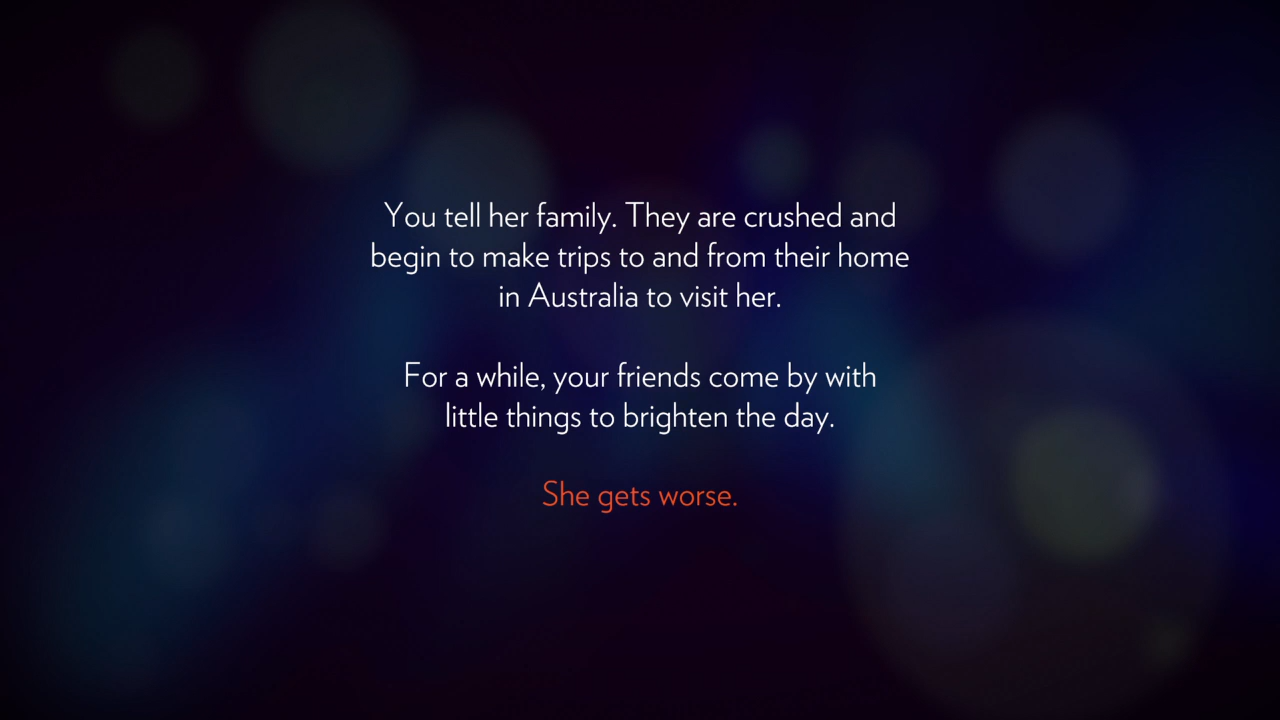 You tell her family. They are crushed and
begin to make trips to and from their home
in Australia to visit her.
For a while, your friends come by with
little things to brighten the day.
She gets worse.